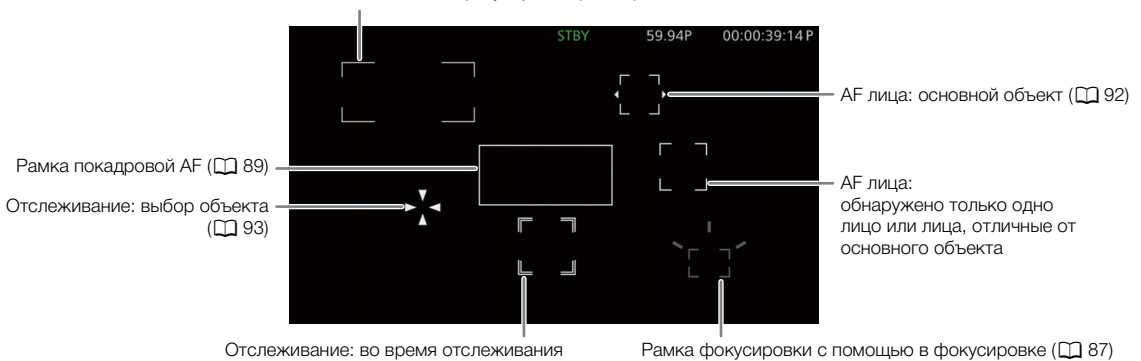 STBY 59.94P 00:00:39:14 P
AF лица: основной объект (92)
Рамка покадровой AF (89)
AF лица:
обнаружено только одно
лицо или лица, отличные от
основного объекта
Отслеживание: выбор объекта
(93)
Отслеживание: во время отслеживания
Рамка фокусировки с помощью в фокусировке (87)